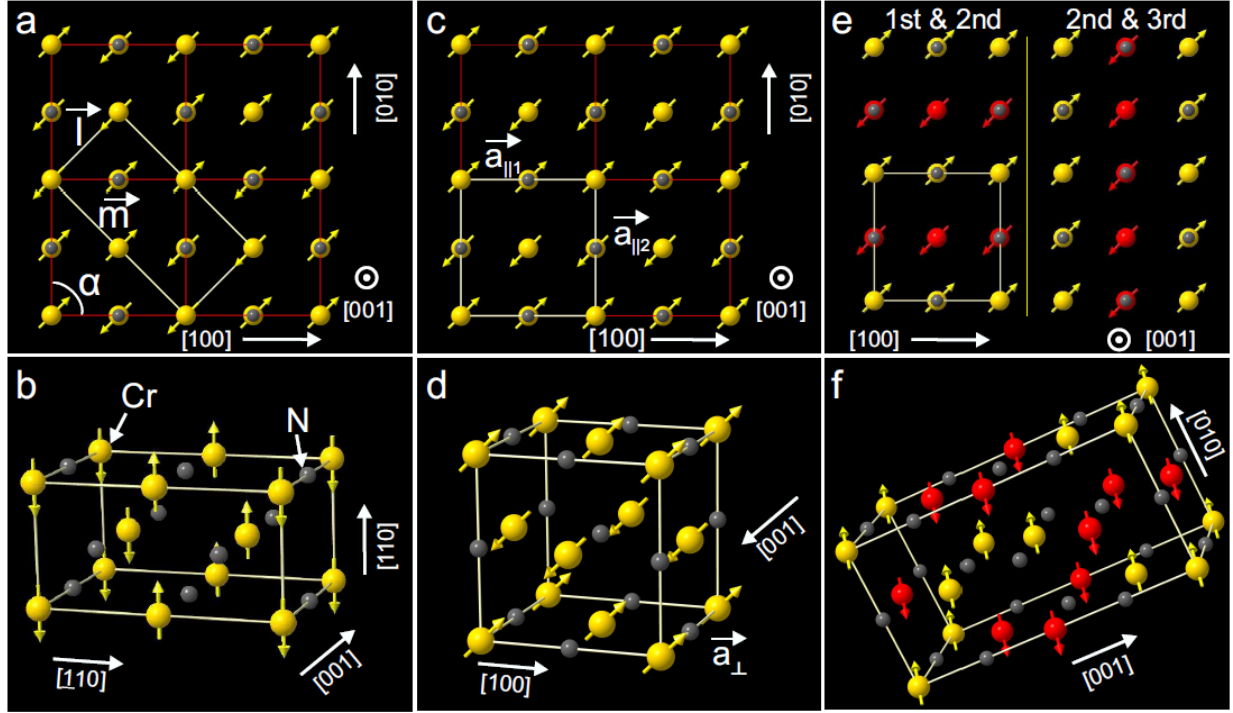 a
[010]
l
m
α
[001]
[100]
c
[010]
a||1
a||2
[001]
[100]
e
1st & 2nd
2nd & 3rd
[100]
[001]
b
Cr
N
[110]
[001]
[110]
d
[001]
a⊥
[100]
f
[010]
[001]